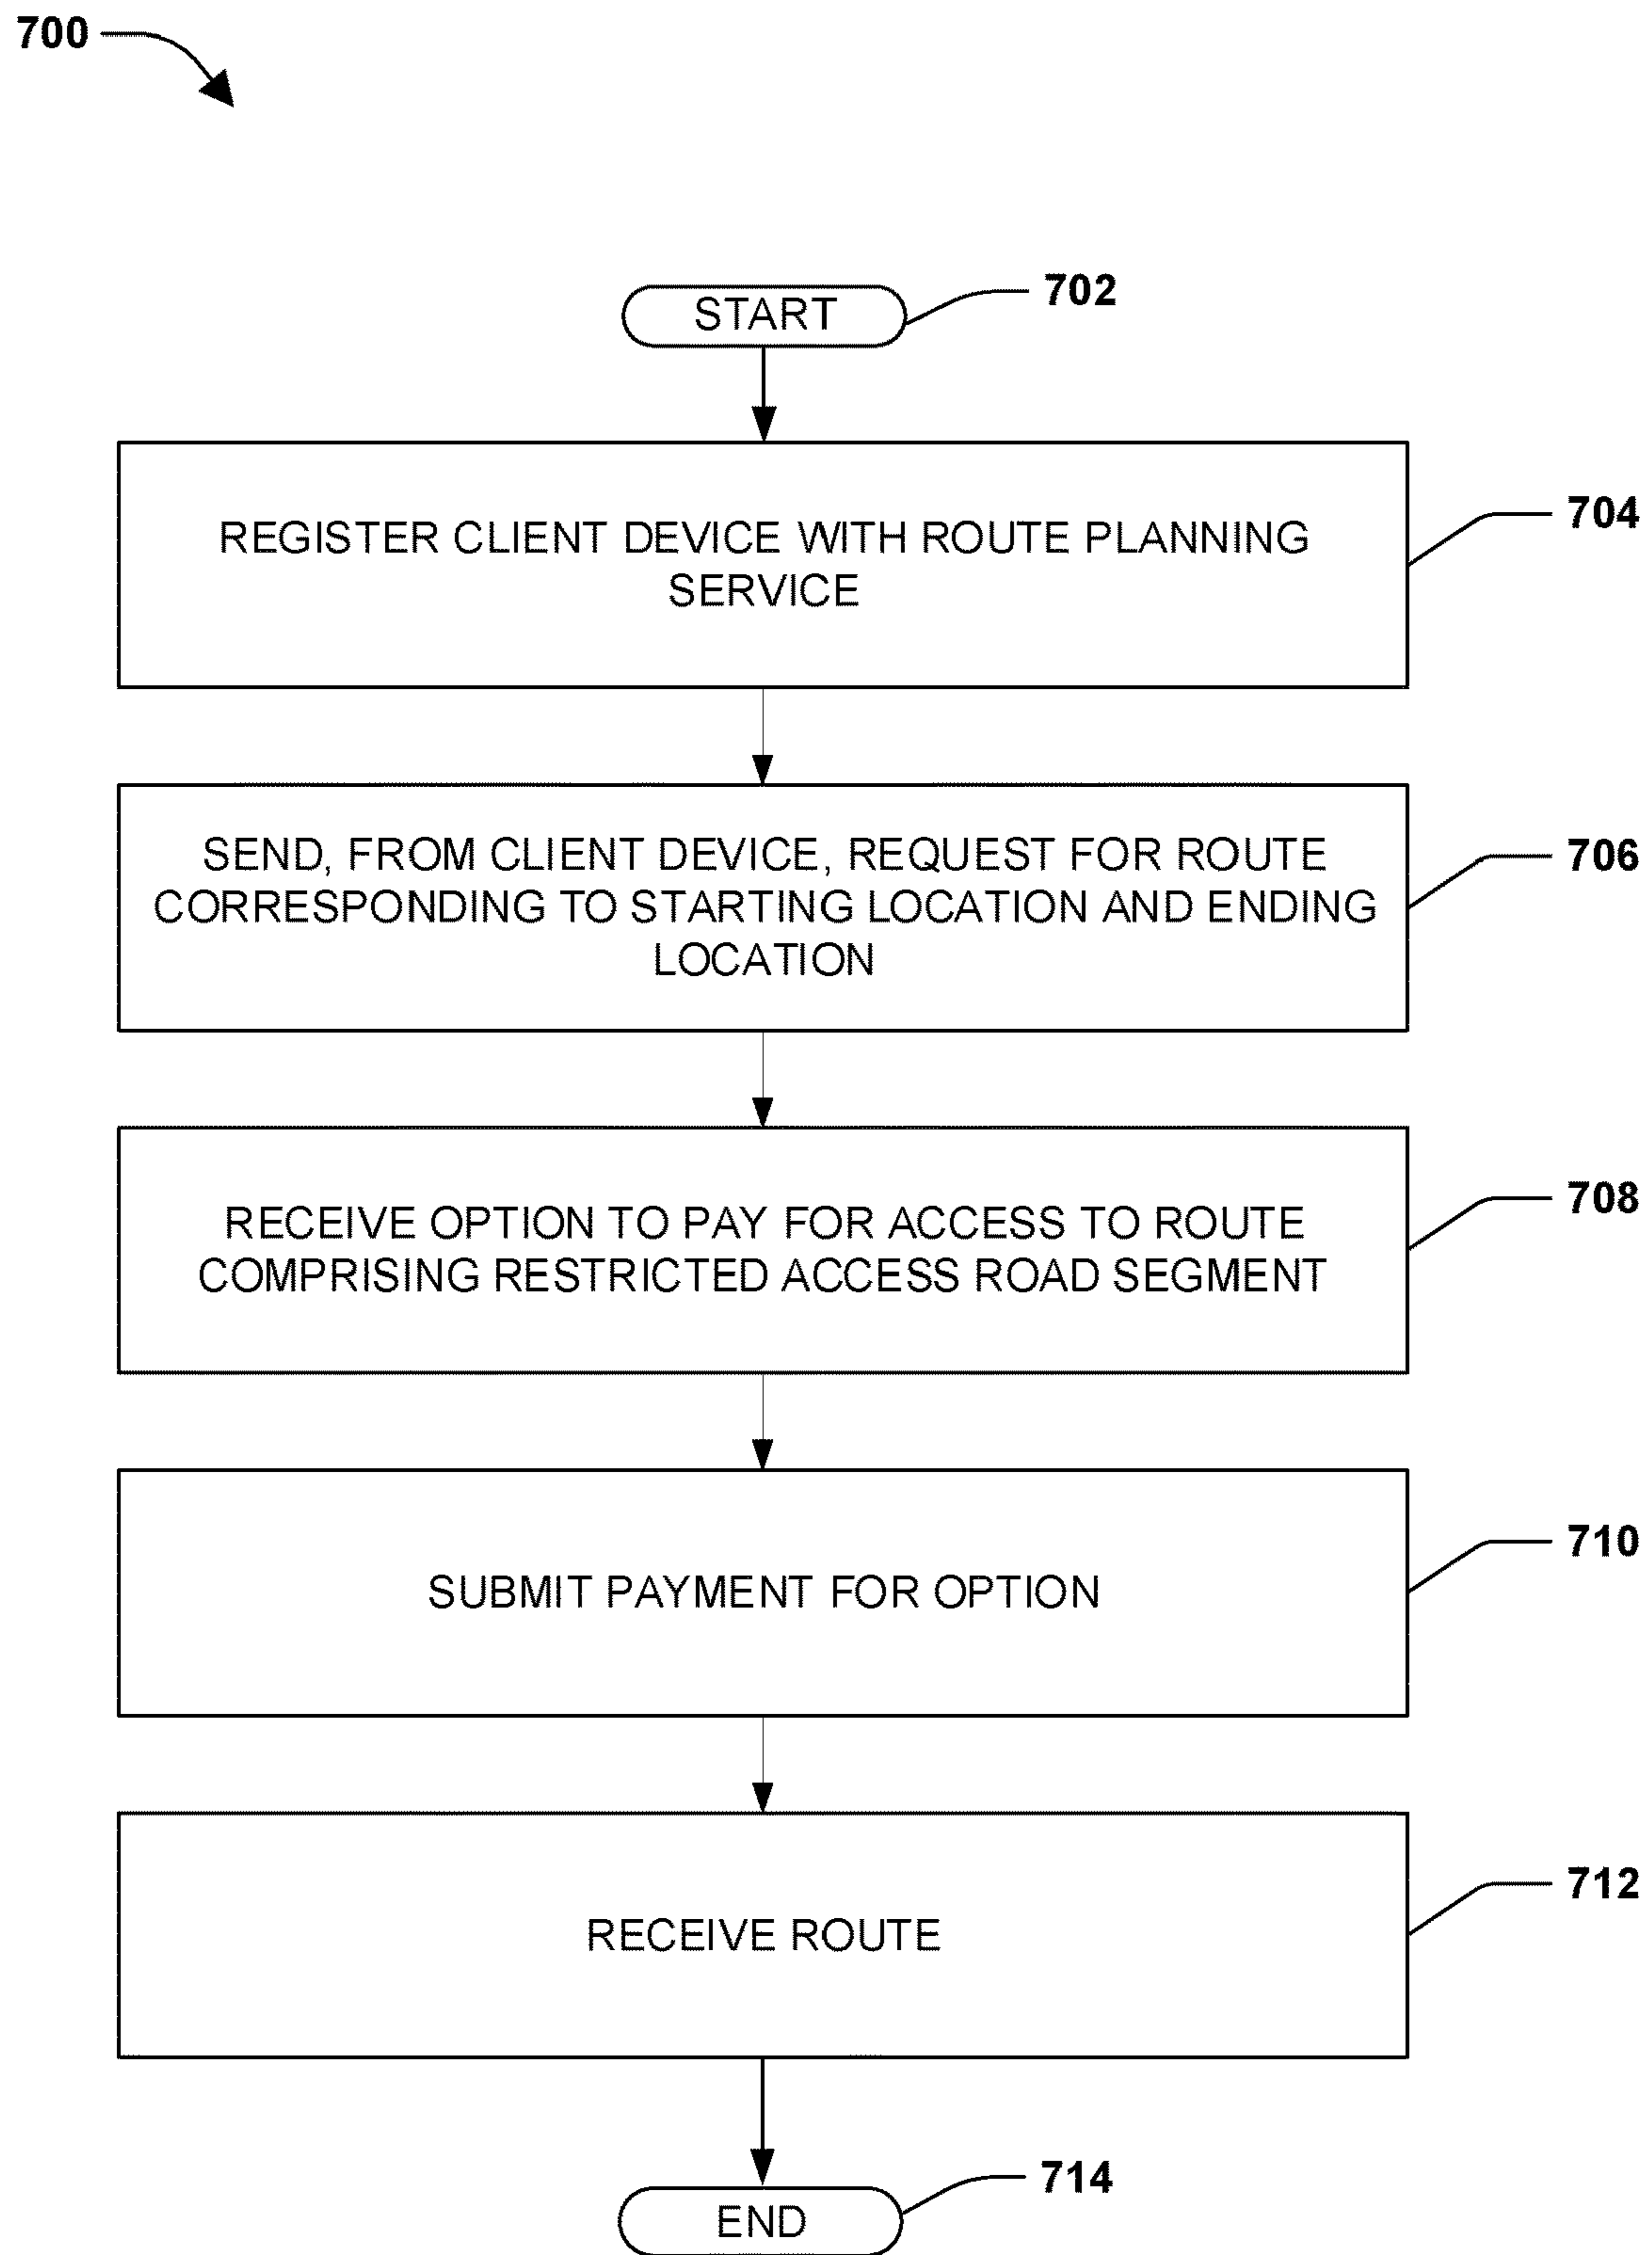 700
START
702
REGISTER CLIENT DEVICE WITH ROUTE PLANNING
SERVICE
704
SEND, FROM CLIENT DEVICE, REQUEST FOR ROUTE
CORRESPONDING TO STARTING LOCATION AND ENDING
LOCATION
706
RECEIVE OPTION TO PAY FOR ACCESS TO ROUTE
COMPRISING RESTRICTED ACCESS ROAD SEGMENT
708
SUBMIT PAYMENT FOR OPTION
710
RECEIVE ROUTE
712
END
714